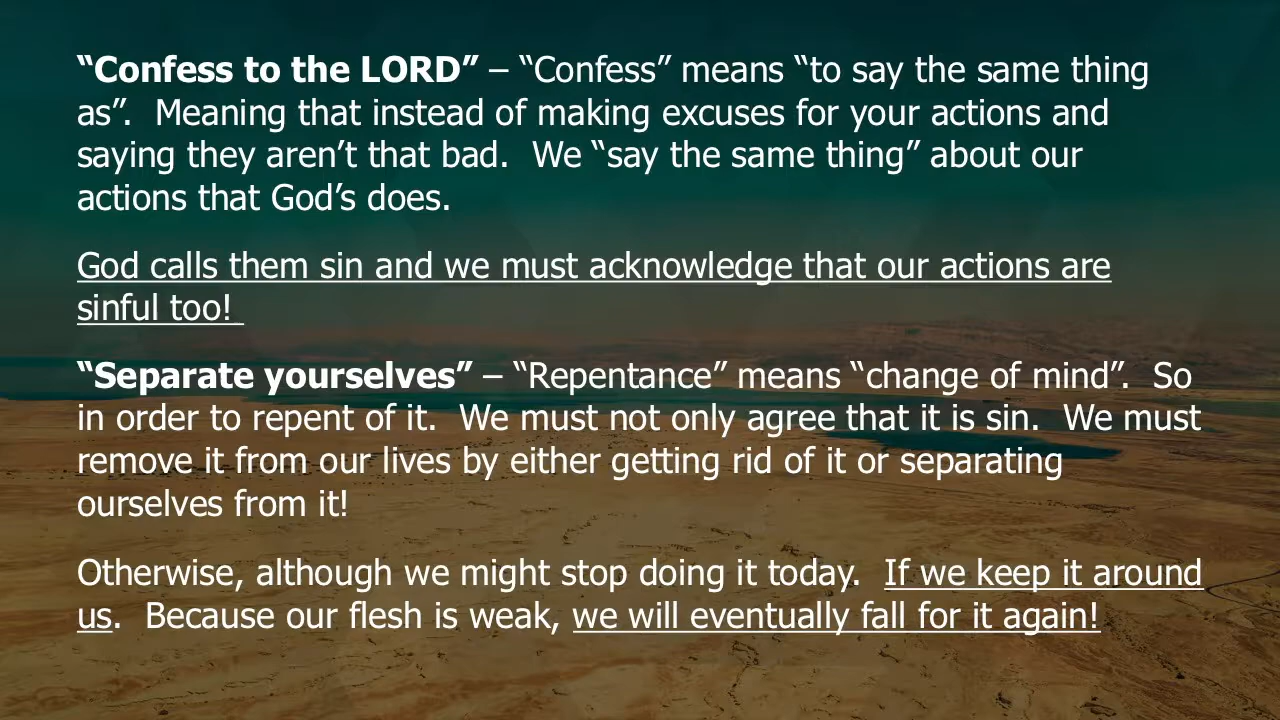 “Confess to the LORD” – “Confess” means “to say the same thing
as”.  Meaning that instead of making excuses for your actions and
saying they aren’t that bad.  We “say the same thing” about our
actions that God’s does.
God calls them sin and we must acknowledge that our actions are
sinful too!
“Separate yourselves” – “Repentance” means “change of mind”.  So
in order to repent of it.  We must not only agree that it is sin.  We must
remove it from our lives by either getting rid of it or separating
ourselves from it!
Otherwise, although we might stop doing it today.  If we keep it around
us.  Because our flesh is weak, we will eventually fall for it again!